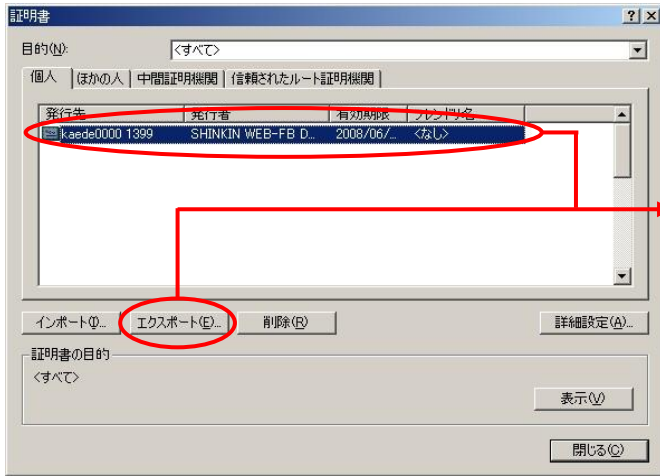 証明書
目的(N): <すべて>
個人 ほかの人 中間証明機関 信頼されたルート証明機関
発行先 発行者 有効期限 フレンドリ名
kaede0000 1399 SHINKIN WEB-FB D... 2008/06/... <なし>
インポート(I)... エクスポート(E)... 削除(R) 詳細設定(A)...
証明書の目的
<すべて>
表示(V)
閉じる(C)